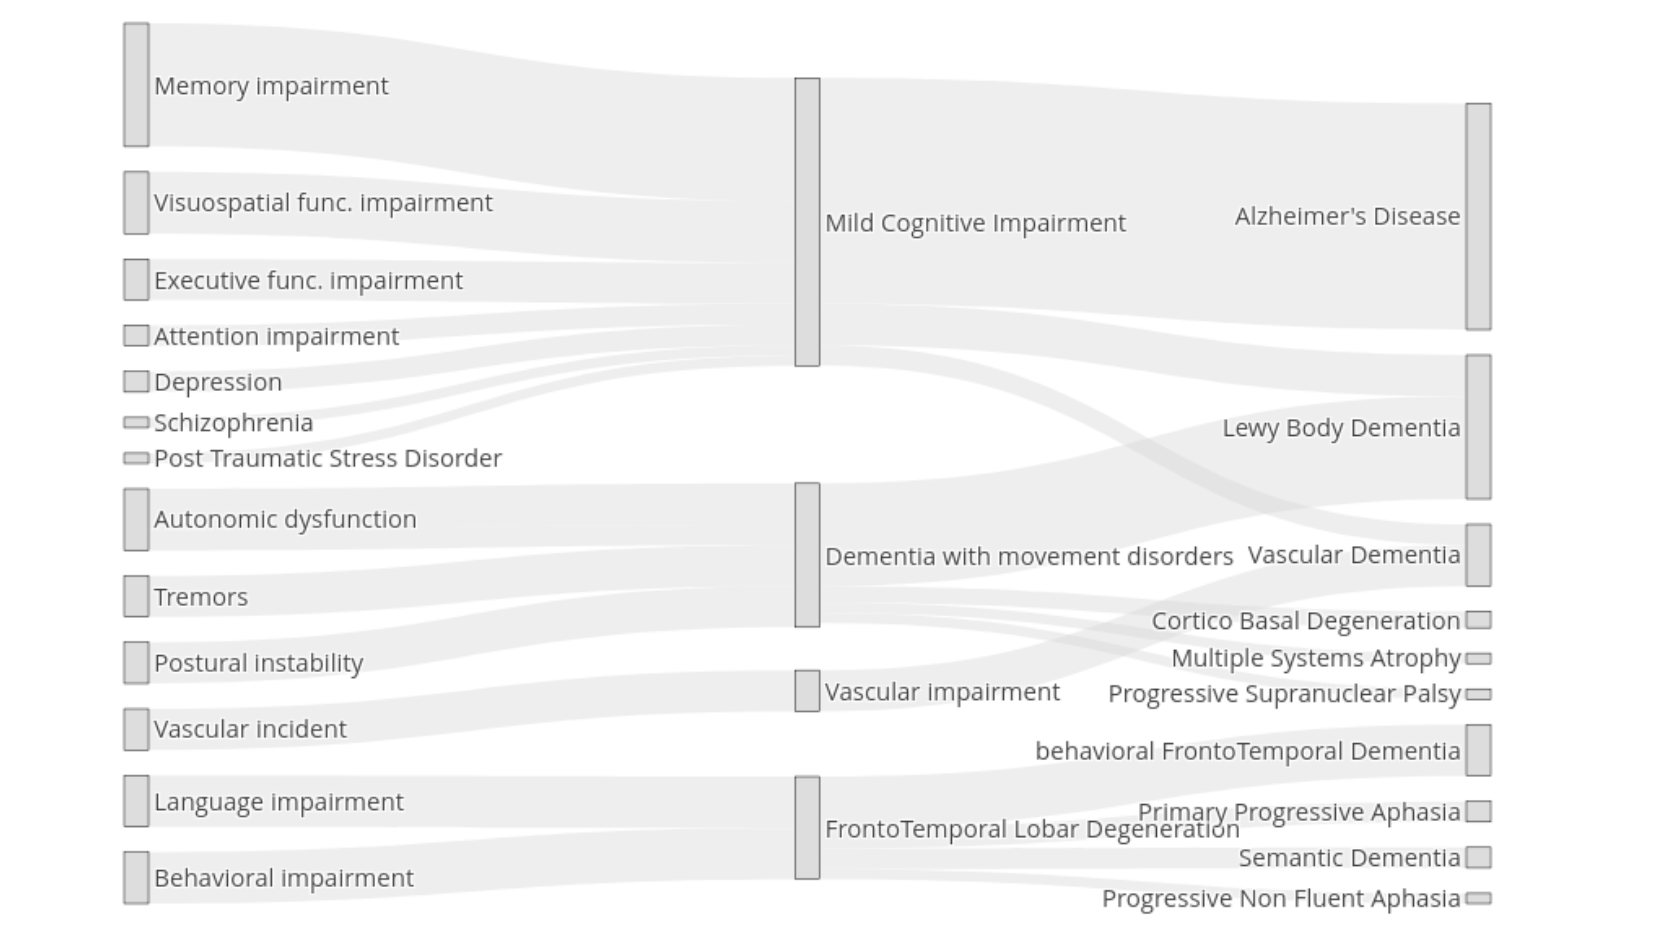 Memory impairment
Visuospatial func. impairment
Executive func. impairment
Attention impairment
Depression
Schizophrenia
Post Traumatic Stress Disorder
Autonomic dysfunction
Tremors
Postural instability
Vascular incident
Language impairment
Behavioral impairment
Mild Cognitive Impairment
Dementia with movement disorders
Vascular impairment
FrontoTemporal Lobar Degeneration
Alzheimer's Disease
Lewy Body Dementia
Vascular Dementia
Cortico Basal Degeneration
Multiple Systems Atrophy
Progressive Supranuclear Palsy
behavioral FrontoTemporal Dementia
Primary Progressive Aphasia
Semantic Dementia
Progressive Non Fluent Aphasia